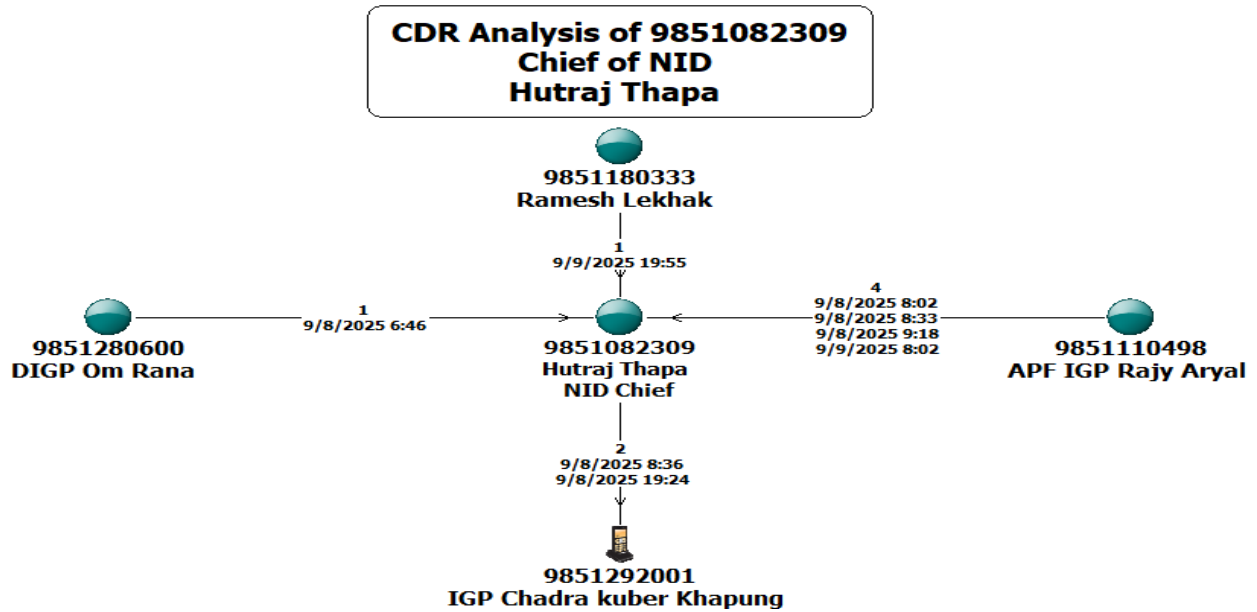 CDR Analysis of 9851082309
Chief of NID
Hutraj Thapa
9851180333
Ramesh Lekhak
1
9/9/2025 19:55
1
9/8/2025 6:46
4
9/8/2025 8:02
9/8/2025 8:33
9/8/2025 9:18
9/9/2025 8:02
9851280600
DIGP Om Rana
9851082309
Hutraj Thapa
NID Chief
9851110498
APF IGP Rajy Aryal
2
9/8/2025 8:36
9/8/2025 19:24
9851292001
IGP Chadra kuber Khapung